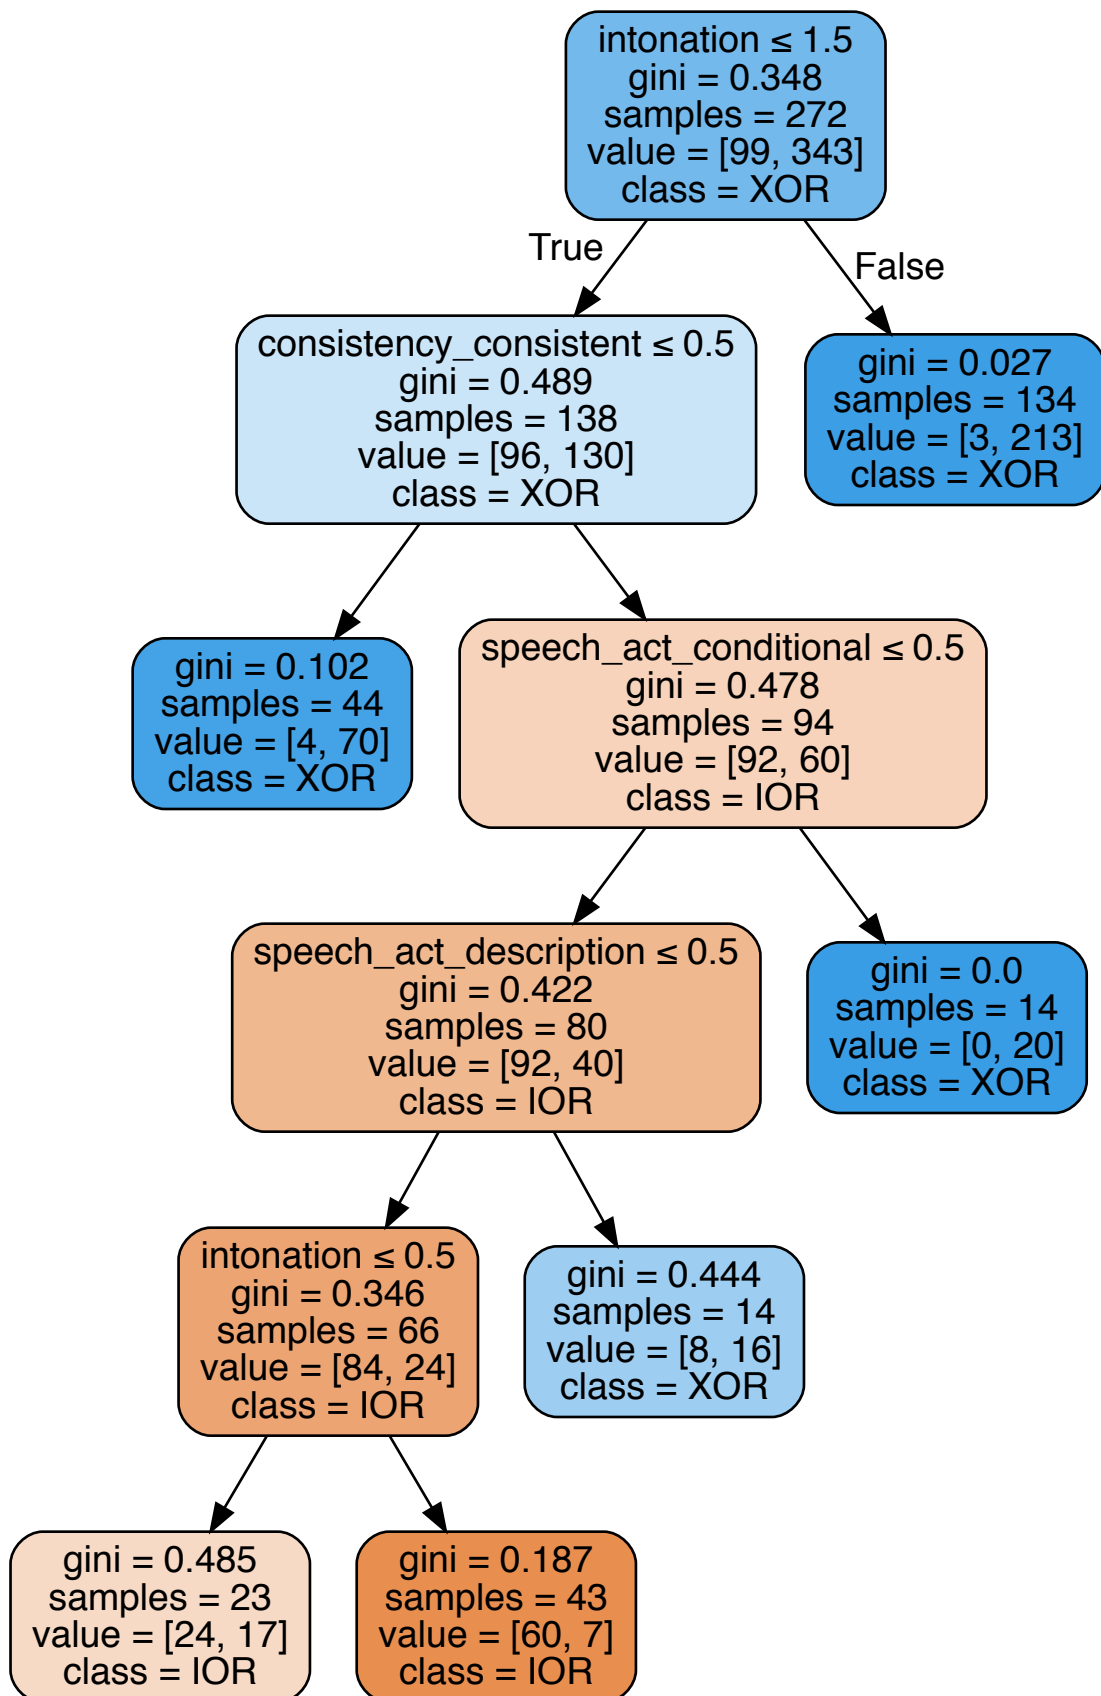 intonation ≤ 1.5
gini = 0.348
samples = 272
value = [99, 343]
class = XOR
True
False
consistency_consistent ≤ 0.5
gini = 0.489
samples = 138
value = [96, 130]
class = XOR
gini = 0.027
samples = 134
value = [3, 213]
class = XOR
gini = 0.102
samples = 44
value = [4, 70]
class = XOR
speech_act_conditional ≤ 0.5
gini = 0.478
samples = 94
value = [92, 60]
class = IOR
speech_act_description ≤ 0.5
gini = 0.422
samples = 80
value = [92, 40]
class = IOR
gini = 0.0
samples = 14
value = [0, 20]
class = XOR
intonation ≤ 0.5
gini = 0.346
samples = 66
value = [84, 24]
class = IOR
gini = 0.444
samples = 14
value = [8, 16]
class = XOR
gini = 0.485
samples = 23
value = [24, 17]
class = IOR
gini = 0.187
samples = 43
value = [60, 7]
class = IOR